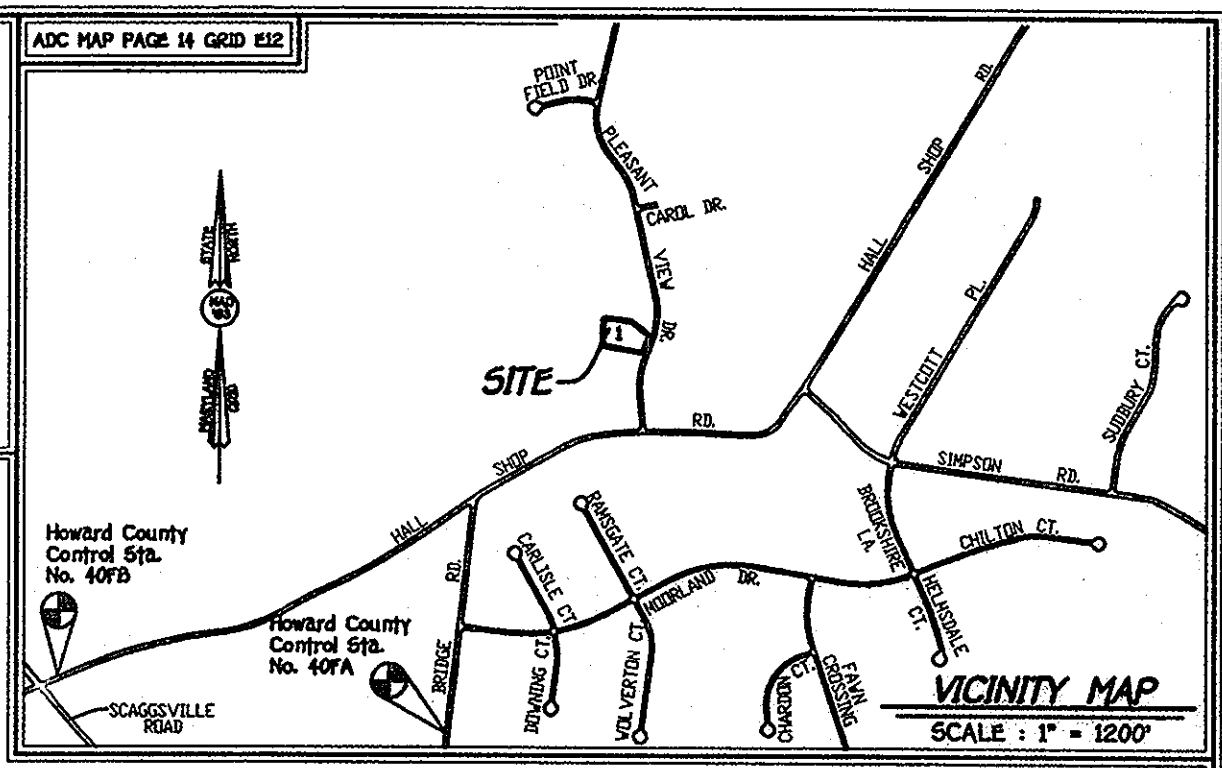 ADC MAP PAGE 14 GRID E12
POINT
FIELD DR.
PLEASANT
VIEW
DR.
CAROL DR.
HALL
SHOP
RD.
STATE
NORTH
NAD
'83
MARYLAND
GRID
1
SITE
WESTCOTT
PL.
SUDBURY CT.
HALL
SHOP
RD.
SIMPSON
RD.
BROOKSHIRE
LA.
CHILTON CT.
HELMSDALE
CT.
Howard County
Control Sta.
No. 40FB
BRIDGE
RD.
CARLISLE CT
RAMSGATE CT.
MOORLAND
DR.
Howard County
Control Sta.
No. 40FA
DOWNING CT.
WOLVERTON CT.
CHARDON CT.
FAWN
CROSSING
SCAGGSVILLE
ROAD
VICINITY MAP
SCALE : 1" = 1200'